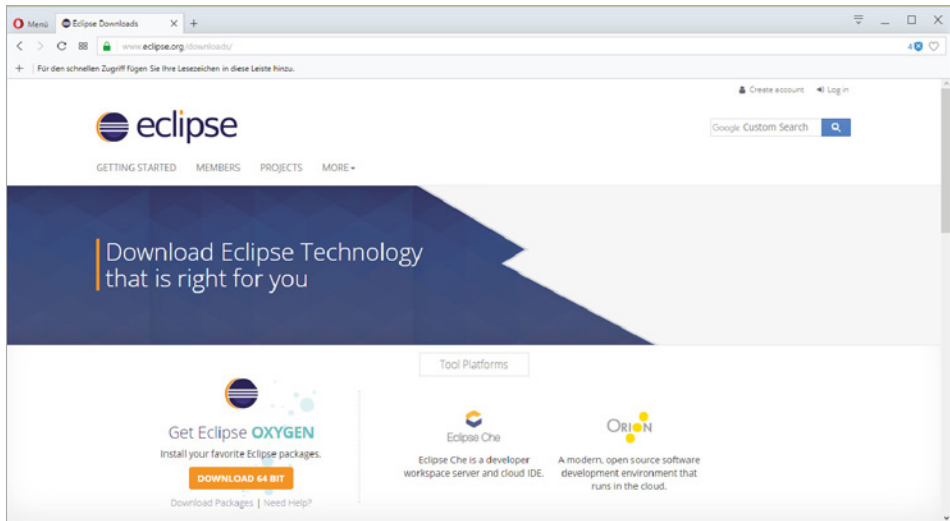 Menü
Eclipse Downloads
www.eclipse.org/downloads/
4
Für den schnellen Zugriff fügen Sie Ihre Lesezeichen in diese Leiste hinzu.
Create account Log in
eclipse
Google Custom Search
GETTING STARTED MEMBERS PROJECTS MORE
Download Eclipse Technology
that is right for you
Tool Platforms
Get Eclipse OXYGEN
Install your favorite Eclipse packages.
DOWNLOAD 64 BIT
Download Packages | Need Help?
Eclipse Che
Eclipse Che is a developer
workspace server and cloud IDE.
ORION
A modern, open source software
development environment that
runs in the cloud.